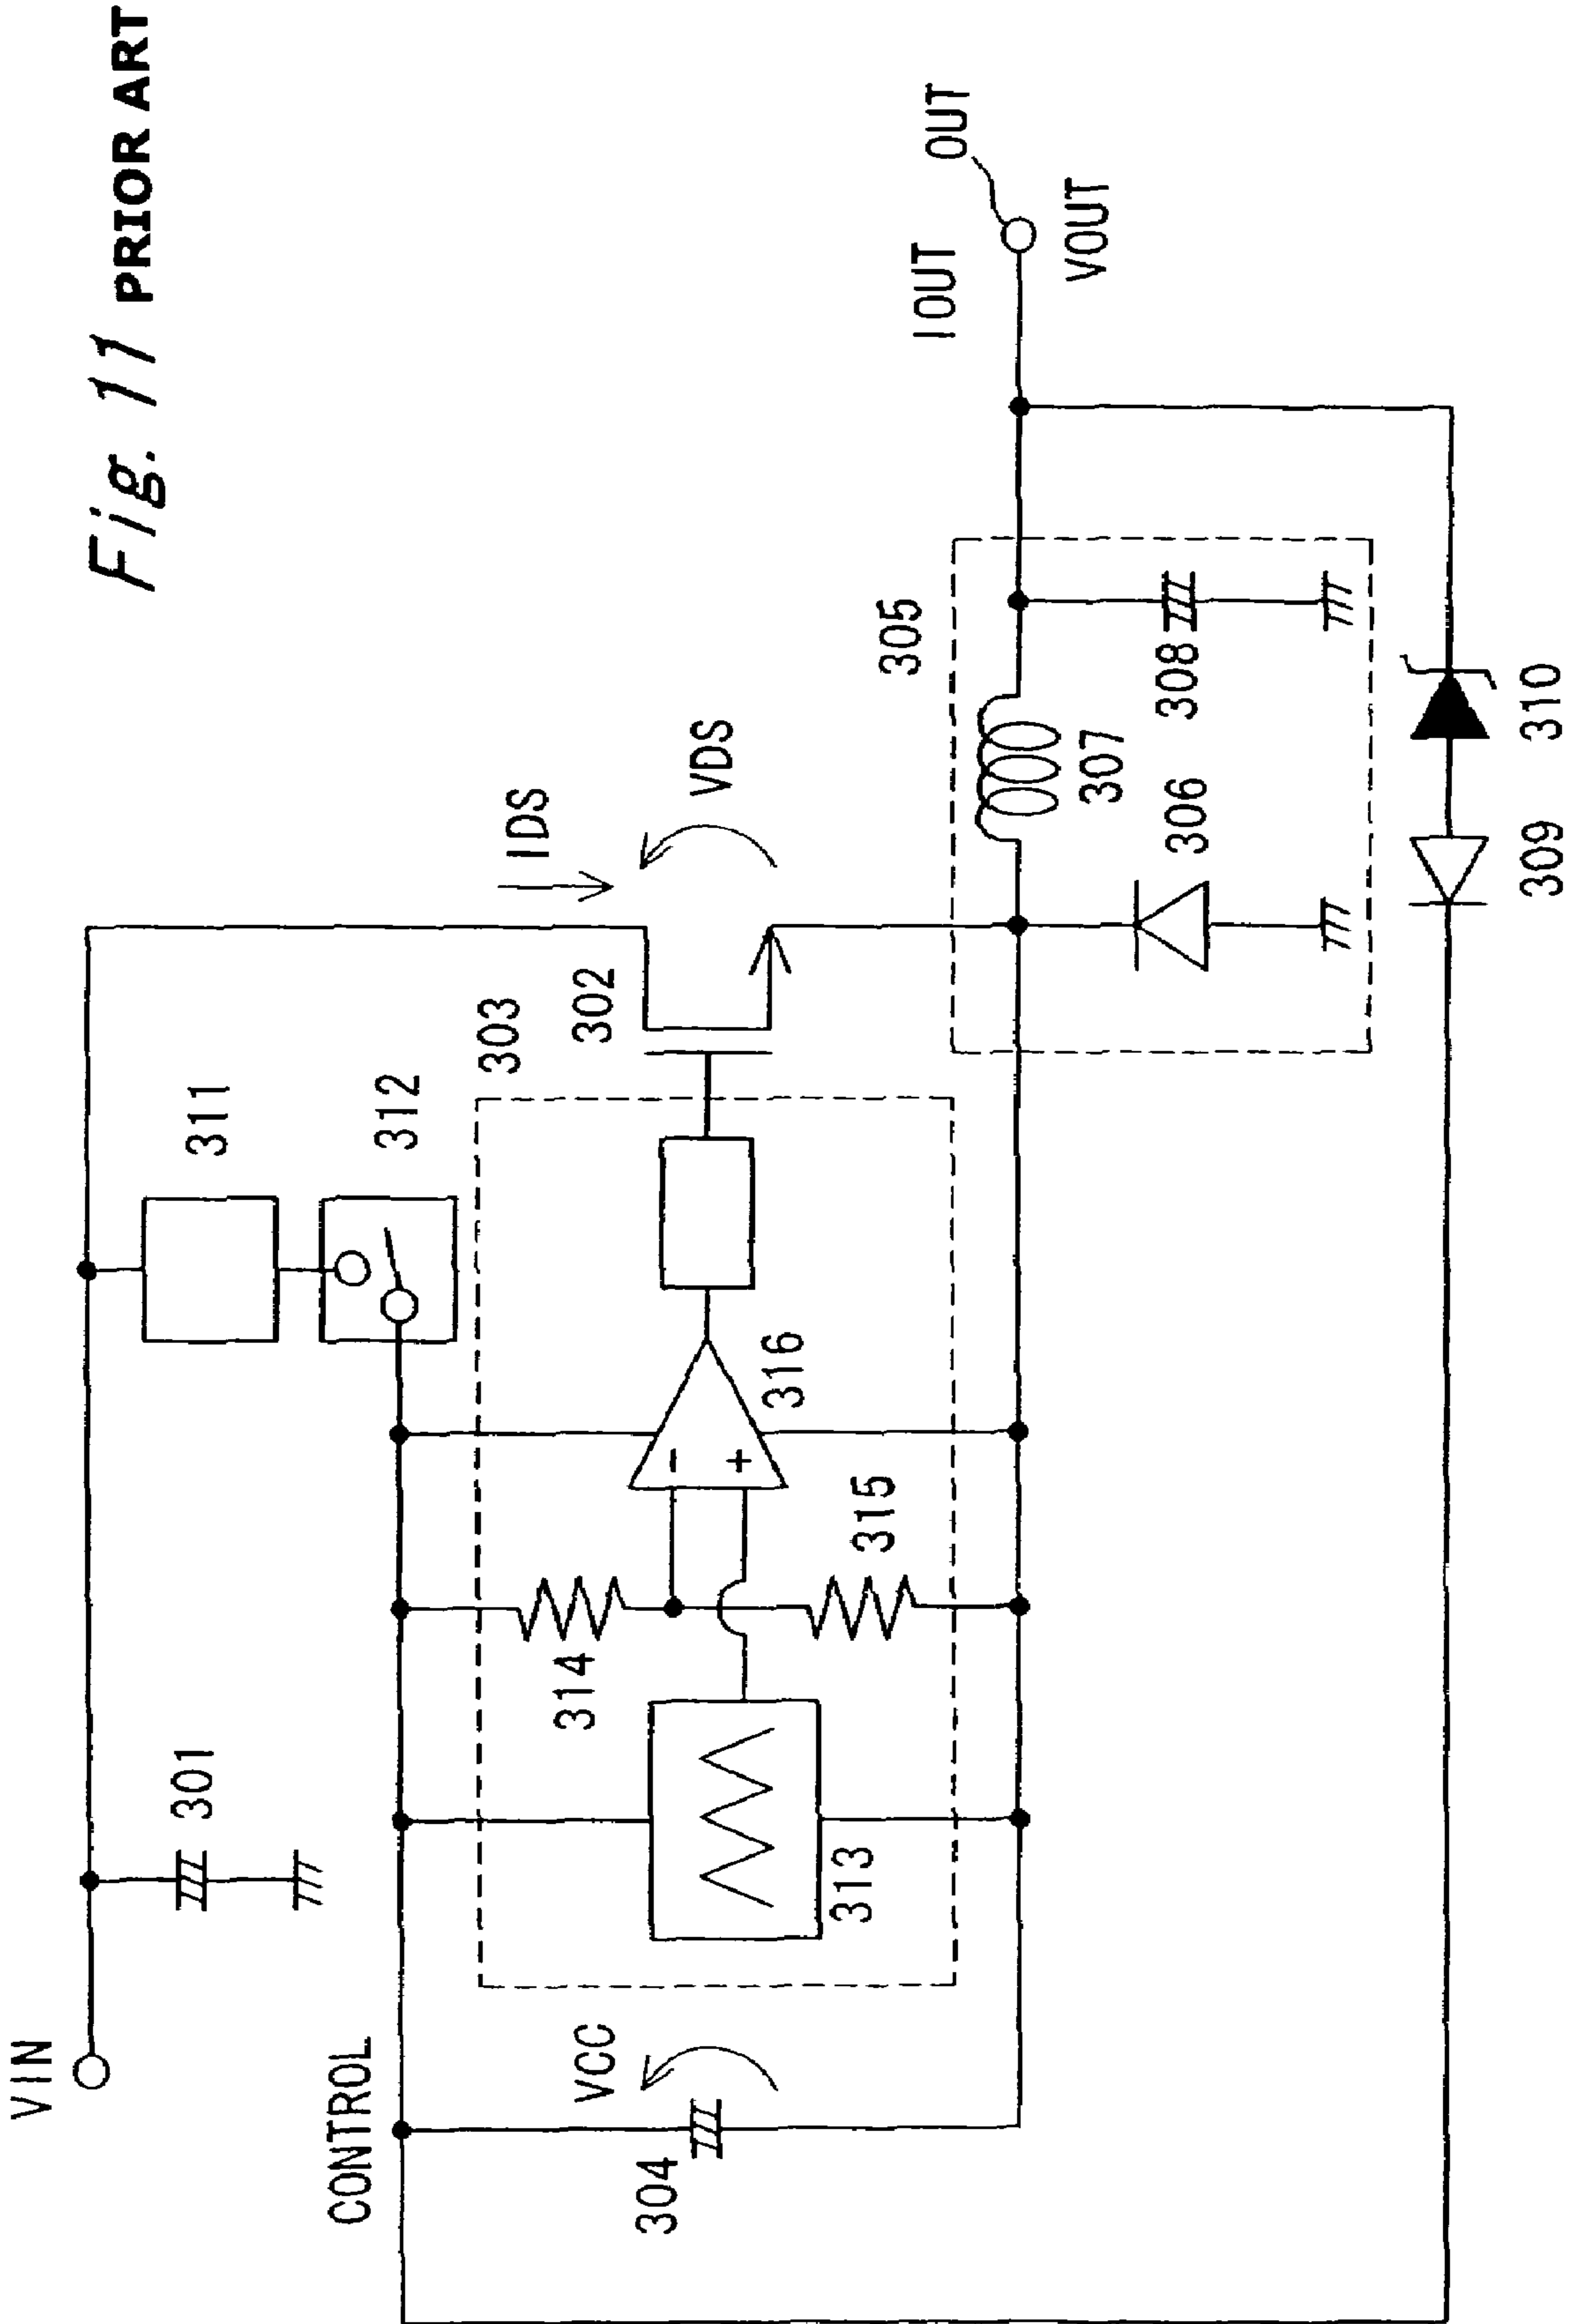 Fig. 11 PRIOR ART
VIN
301
311
312
CONTROL
303
302
IDS
VDS
VCC
304
313
314
315
316
305
306
307
308
IOUT
OUT
VOUT
309
310